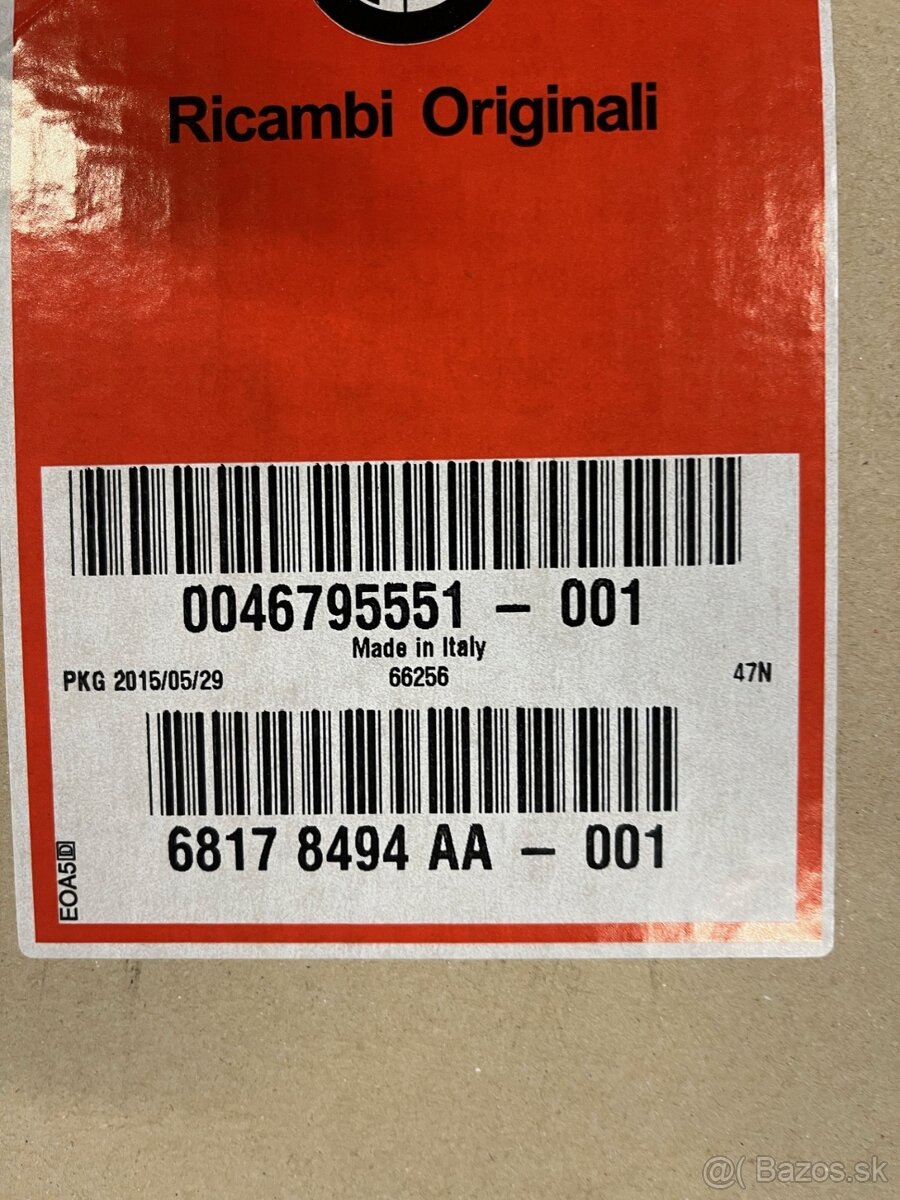 Ricambi Originali
0046795551 – 001
Made in Italy
PKG 2015/05/29 66256 47N
6817 8494 AA – 001
EOA5D
@( Bazos.sk